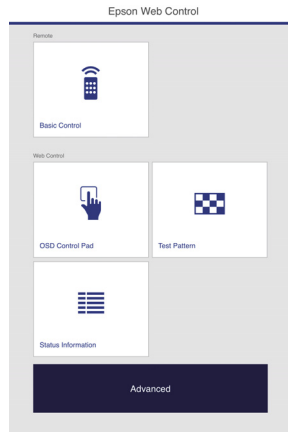 Epson Web Control
Remote
Basic Control
Web Control
OSD Control Pad
Test Pattern
Status Information
Advanced